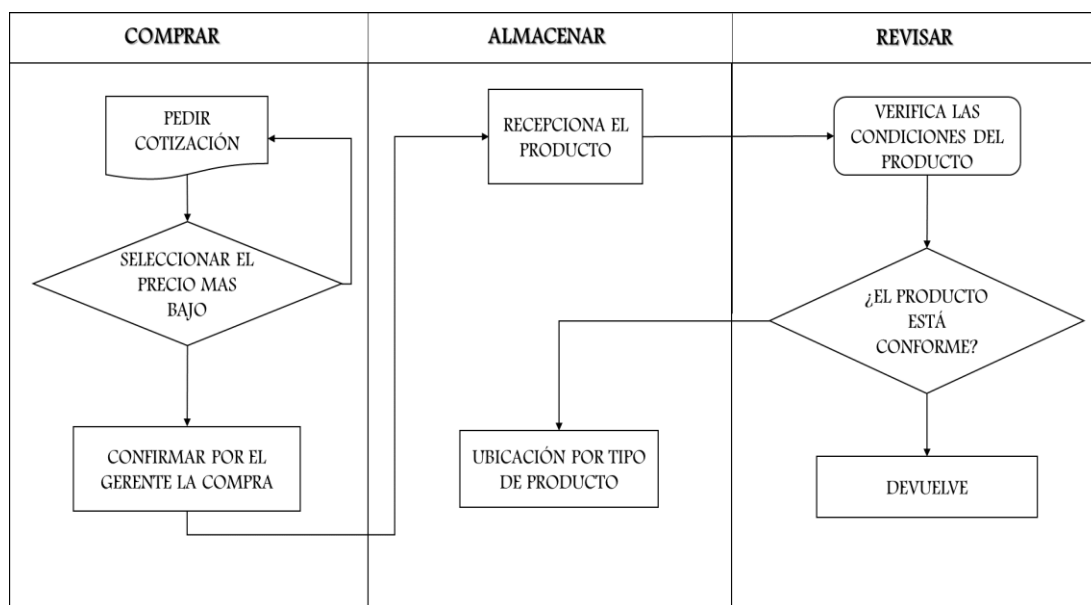 COMPRAR
ALMACENAR
REVISAR
PEDIR
COTIZACIÓN
SELECCIONAR EL
PRECIO MAS
BAJO
CONFIRMAR POR EL
GERENTE LA COMPRA
RECEPCIONA EL
PRODUCTO
UBICACIÓN POR TIPO
DE PRODUCTO
VERIFICA LAS
CONDICIONES DEL
PRODUCTO
¿EL PRODUCTO
ESTÁ
CONFORME?
DEVUELVE